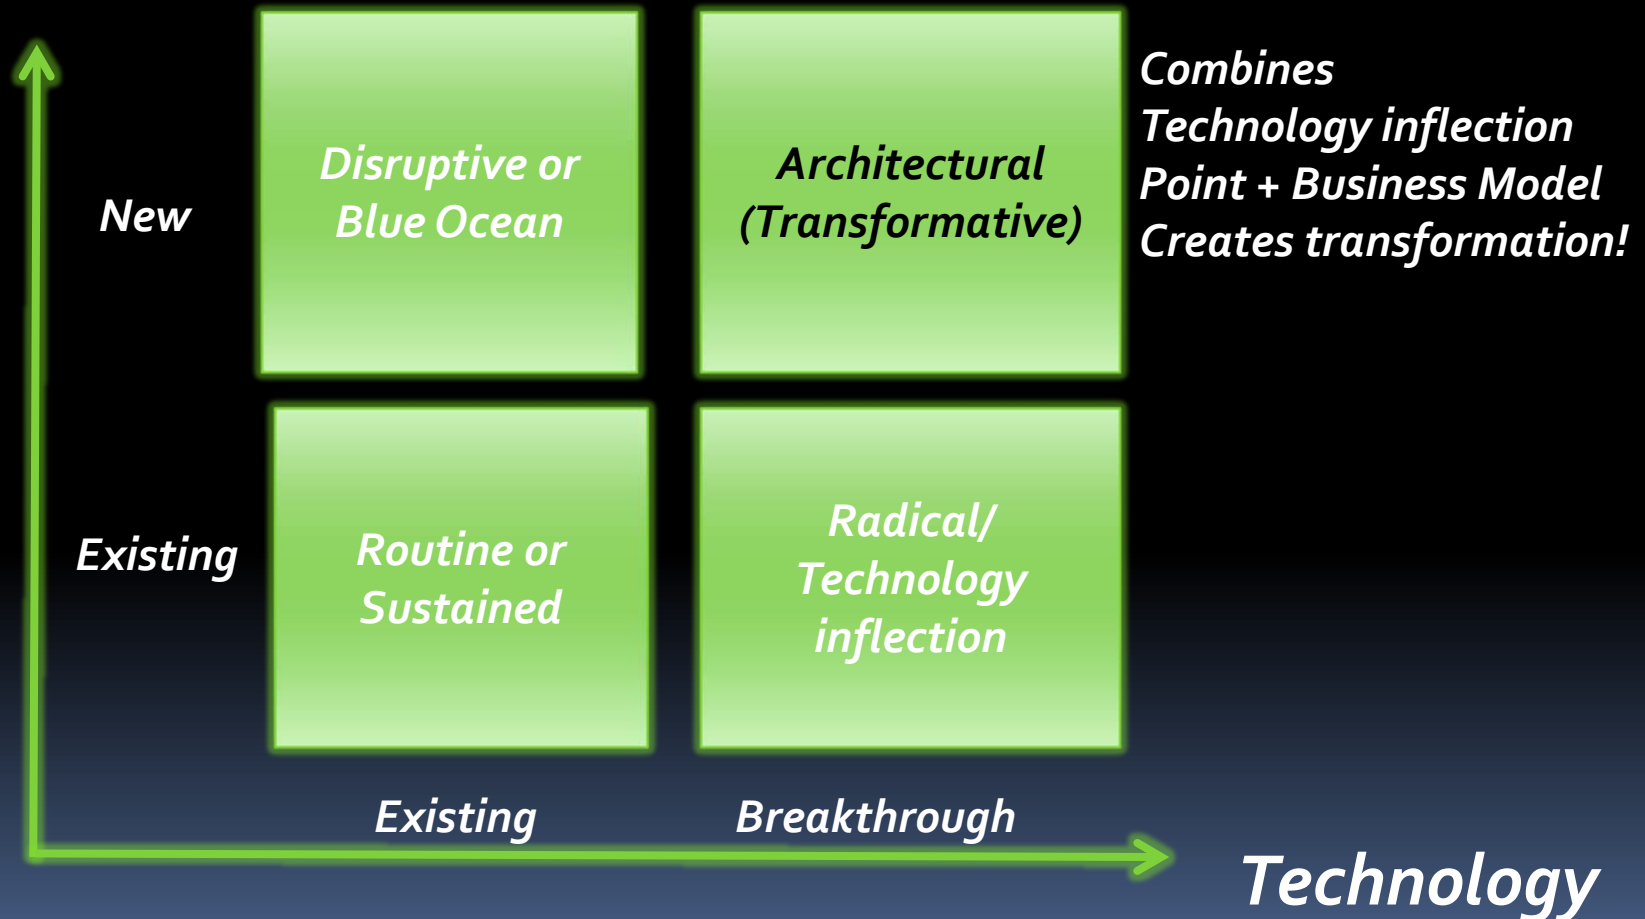 New
Disruptive or
Blue Ocean
Architectural
(Transformative)
Combines
Technology inflection
Point + Business Model
Creates transformation!
Existing
Routine or
Sustained
Radical/
Technology
inflection
Existing
Breakthrough
Technology